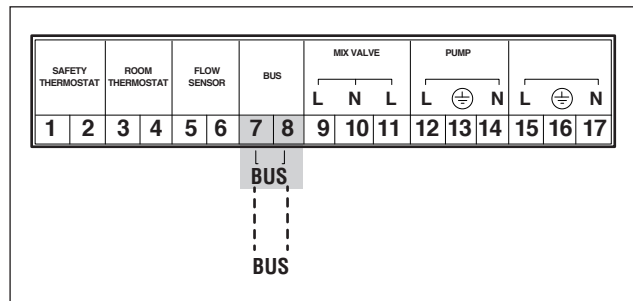 SAFETY THERMOSTAT
ROOM THERMOSTAT
FLOW SENSOR
BUS
MIX VALVE
PUMP
L N L L N L N
1 2 3 4 5 6 7 8 9 10 11 12 13 14 15 16 17
BUS
BUS